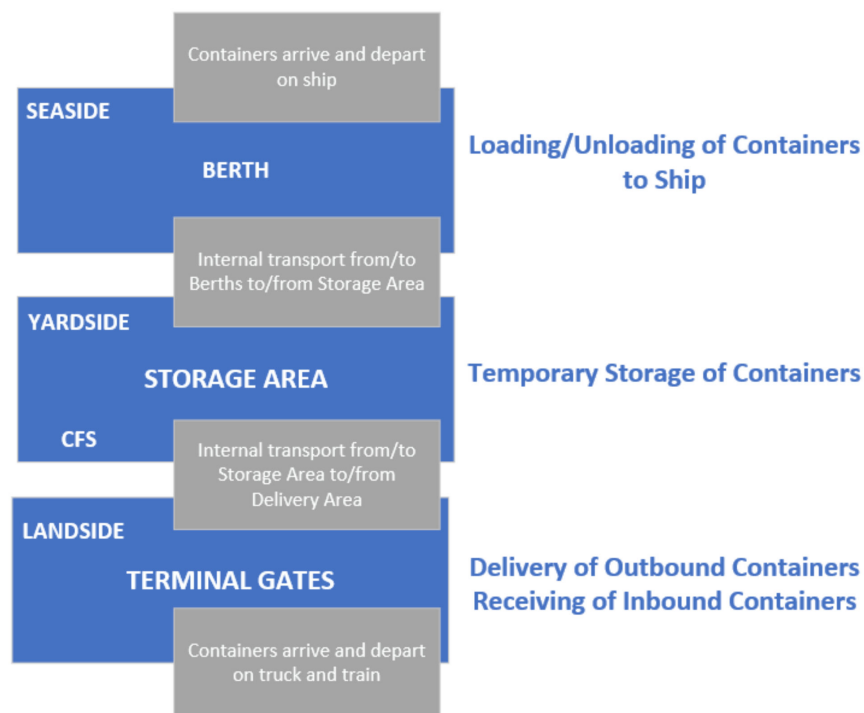 Containers arrive and depart
on ship
SEASIDE
BERTH
Loading/Unloading of Containers
to Ship
Internal transport from/to
Berths to/from Storage Area
YARDSIDE
STORAGE AREA
Temporary Storage of Containers
CFS
Internal transport from/to
Storage Area to/from
Delivery Area
LANDSIDE
TERMINAL GATES
Delivery of Outbound Containers
Receiving of Inbound Containers
Containers arrive and depart
on truck and train